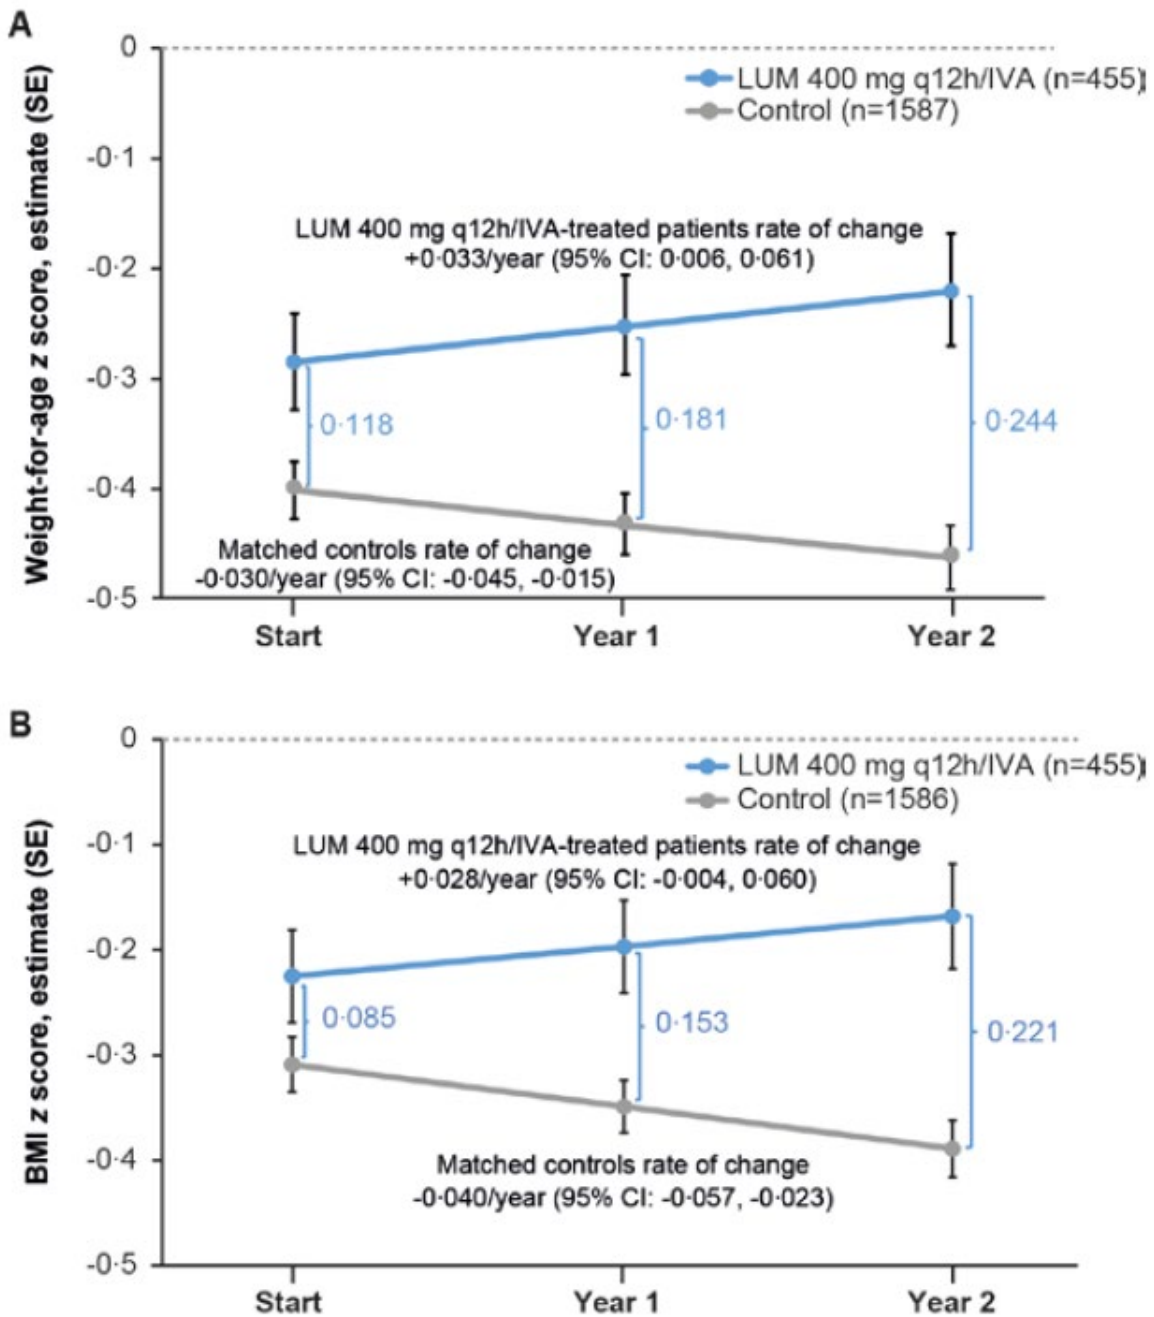 A
Weight-for-age z score, estimate (SE)
0
-0·1
-0·2
-0·3
-0·4
-0·5
LUM 400 mg q12h/IVA (n=455)
Control (n=1587)
LUM 400 mg q12h/IVA-treated patients rate of change
+0·033/year (95% CI: 0·006, 0·061)
0·118
0·181
0·244
Matched controls rate of change
-0·030/year (95% CI: -0·045, -0·015)
Start
Year 1
Year 2
B
BMI z score, estimate (SE)
0
-0·1
-0·2
-0·3
-0·4
-0·5
LUM 400 mg q12h/IVA (n=455)
Control (n=1586)
LUM 400 mg q12h/IVA-treated patients rate of change
+0·028/year (95% CI: -0·004, 0·060)
0·085
0·153
0·221
Matched controls rate of change
-0·040/year (95% CI: -0·057, -0·023)
Start
Year 1
Year 2